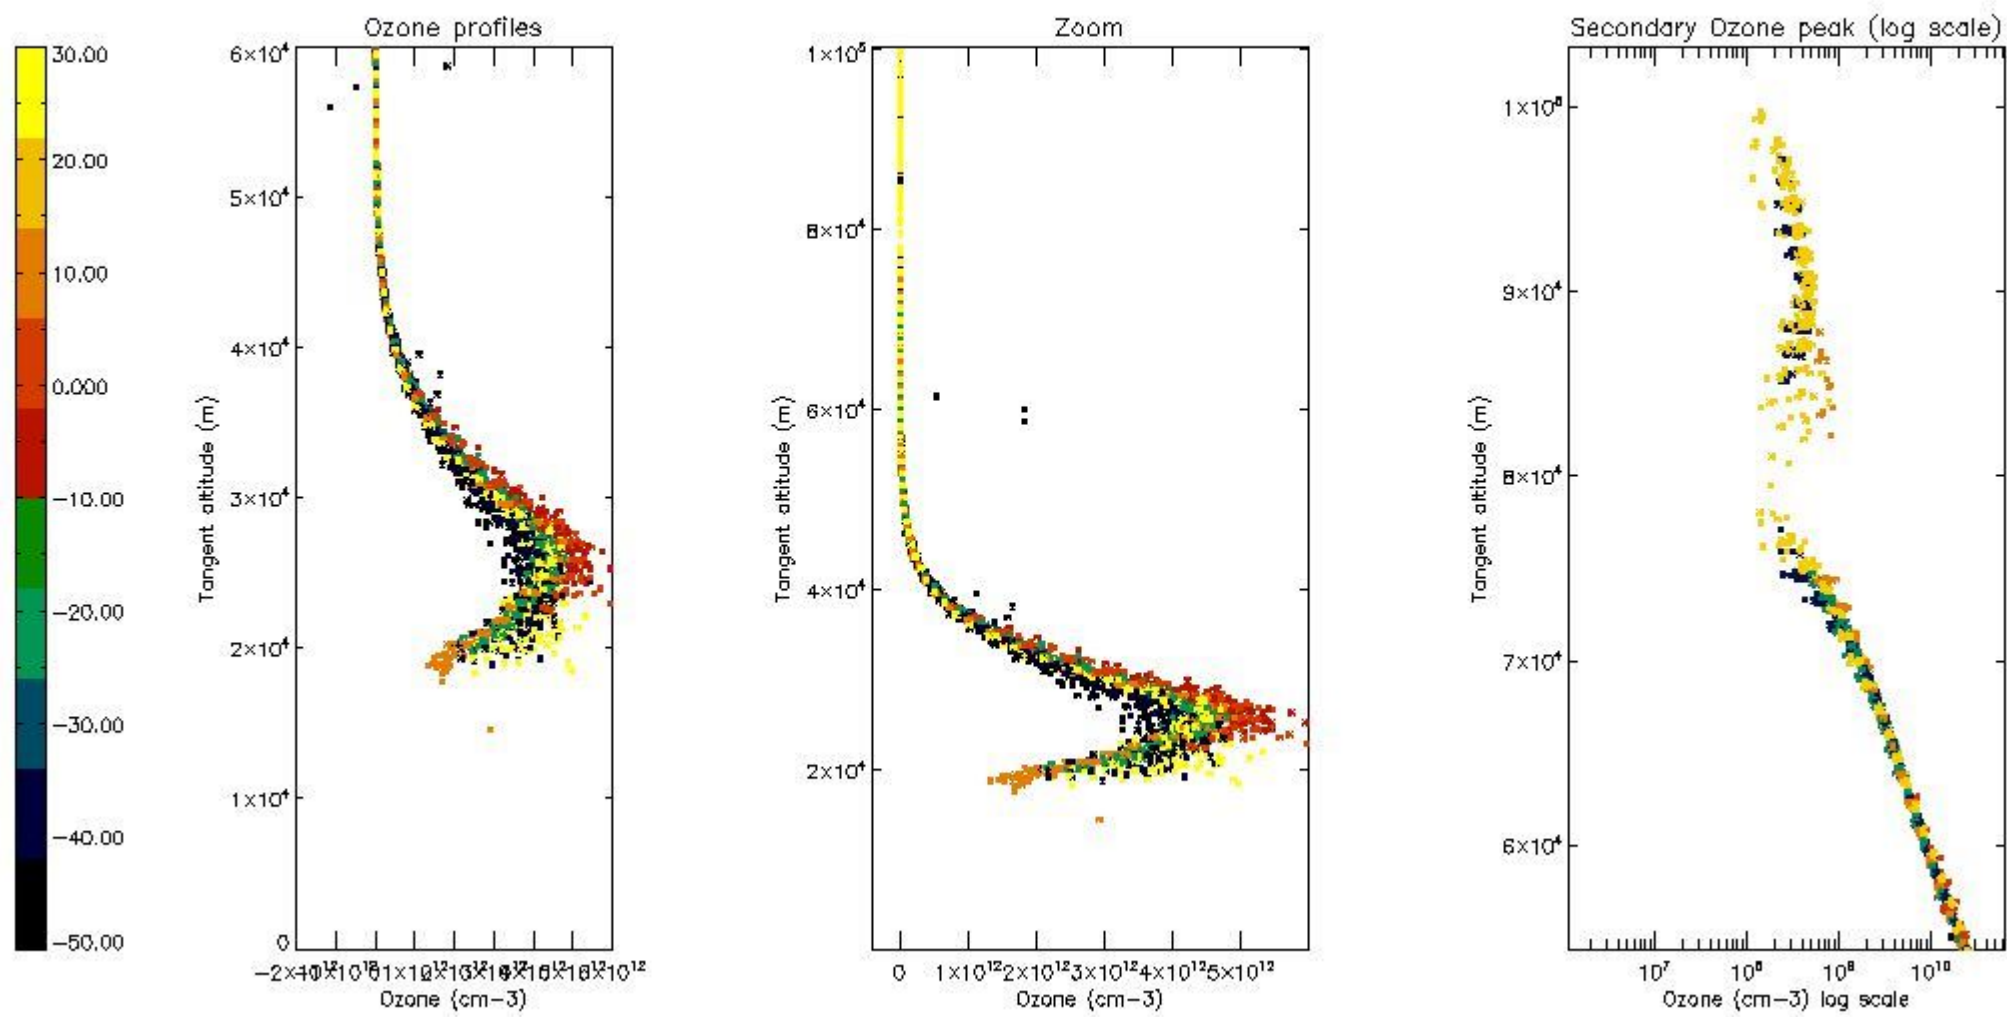 Ozone profiles
Zoom
Secondary Ozone peak (log scale)
30.00
20.00
10.00
0.000
−10.00
−20.00
−30.00
−40.00
−50.00
6×10⁴
5×10⁴
4×10⁴
3×10⁴
2×10⁴
1×10⁴
0
Tangent altitude (m)
Ozone (cm−3)
1×10⁵
8×10⁴
6×10⁴
4×10⁴
2×10⁴
Tangent altitude (m)
0 1×10¹² 2×10¹² 3×10¹² 4×10¹² 5×10¹²
Ozone (cm−3)
9×10⁴
8×10⁴
7×10⁴
6×10⁴
Tangent altitude (m)
10⁷ 10⁸ 10⁹ 10¹⁰
Ozone (cm−3) log scale